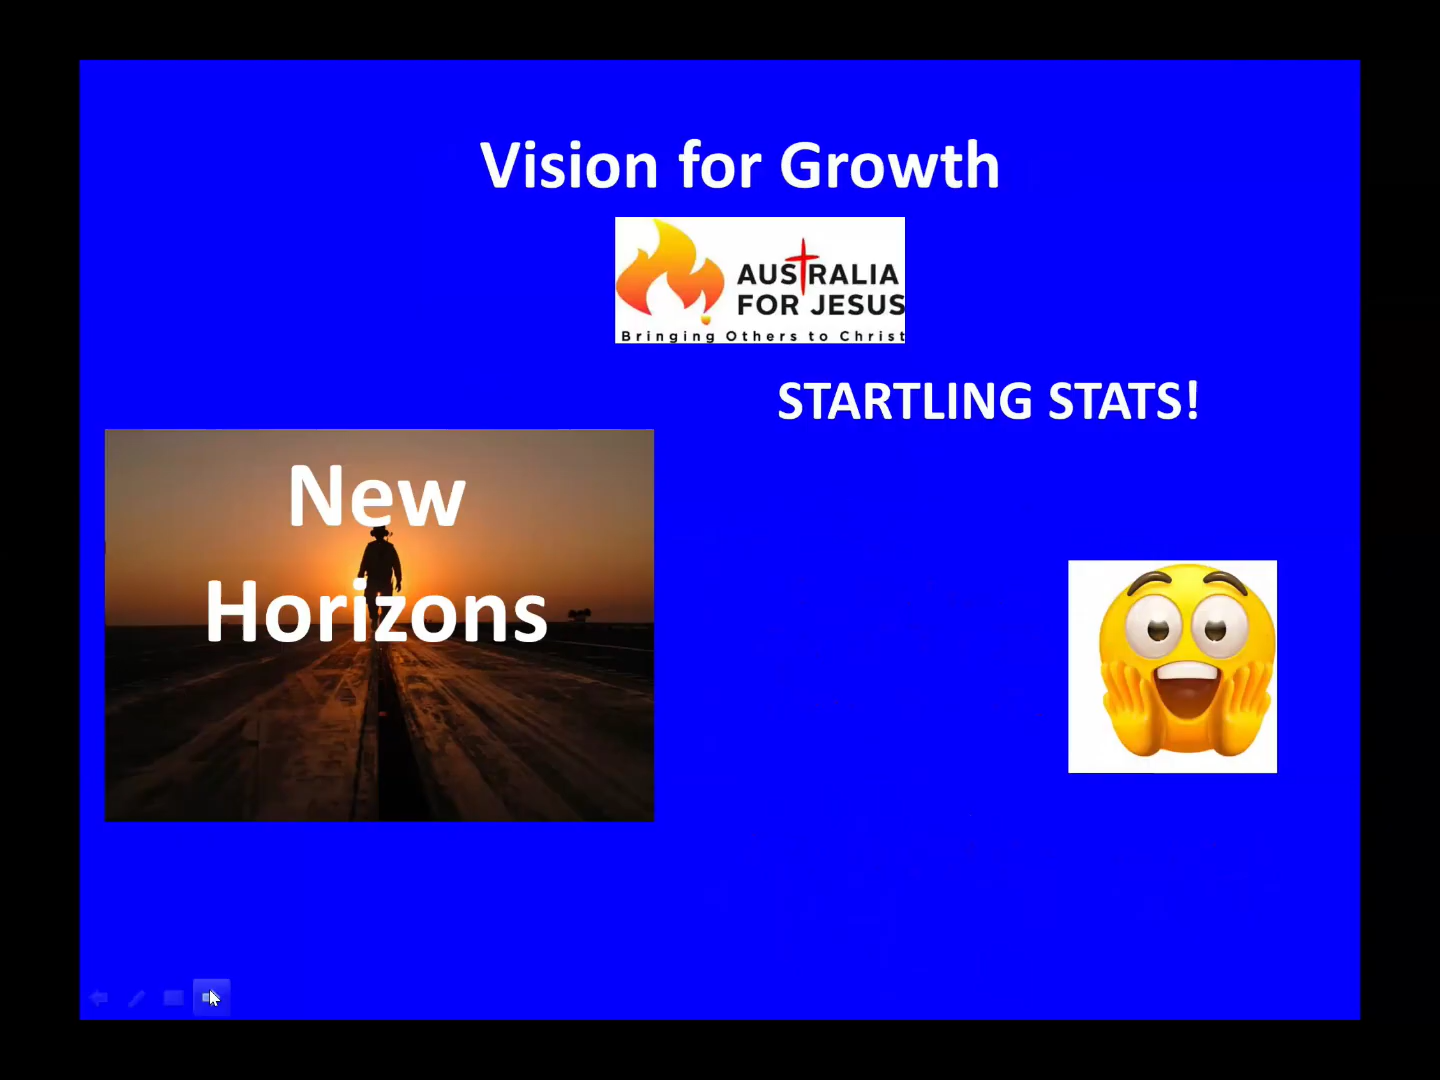 Vision for Growth
AUSTRALIA
FOR JESUS
Bringing Others to Christ
STARTLING STATS!
New
Horizons